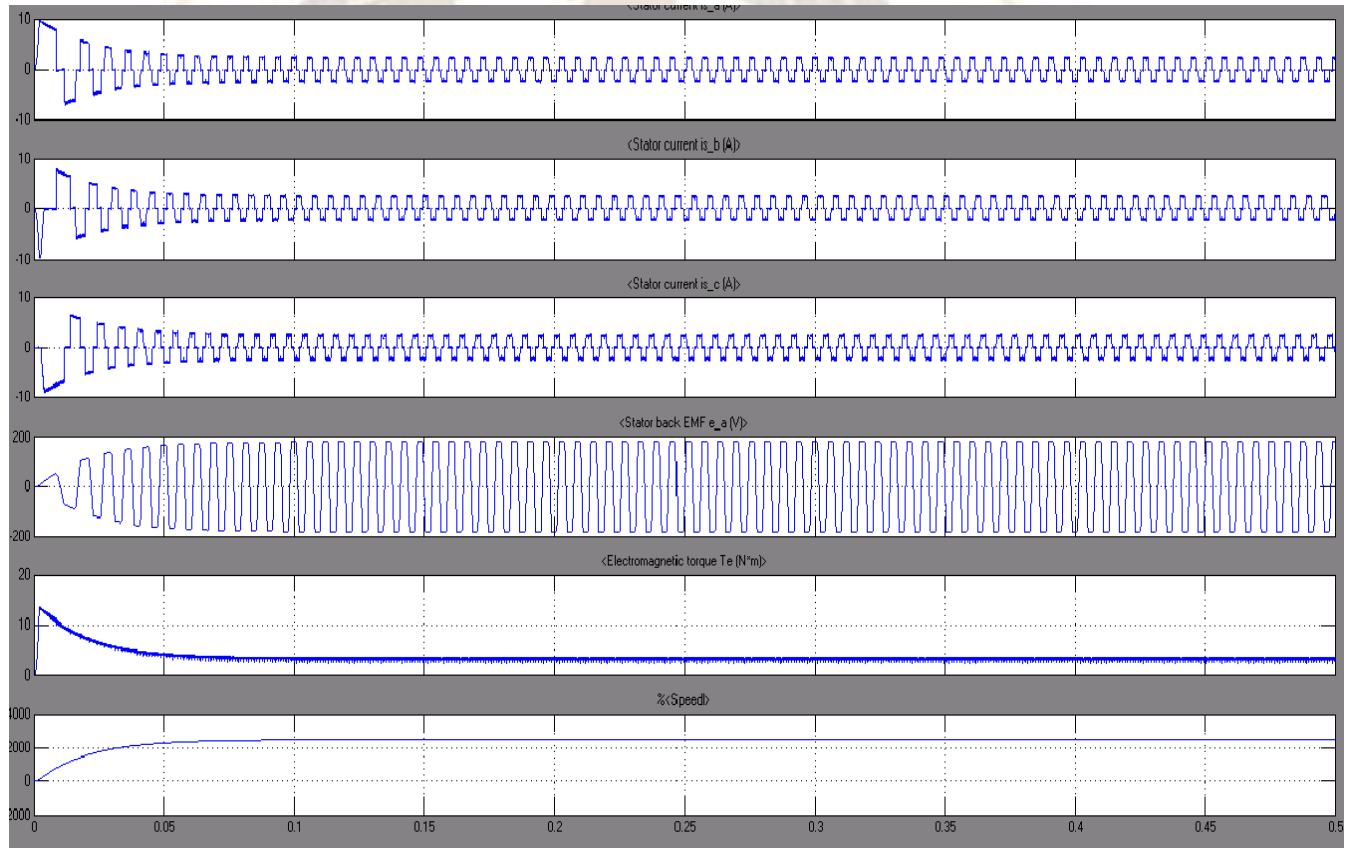 <Stator current is_a (A)>
10
0
-10
<Stator current is_b (A)>
10
0
-10
<Stator current is_c (A)>
10
0
-10
<Stator back EMF e_a (V)>
200
0
-200
<Electromagnetic torque Te (N*m)>
20
10
0
%<Speed>
4000
2000
0
2000
0 0.05 0.1 0.15 0.2 0.25 0.3 0.35 0.4 0.45 0.5